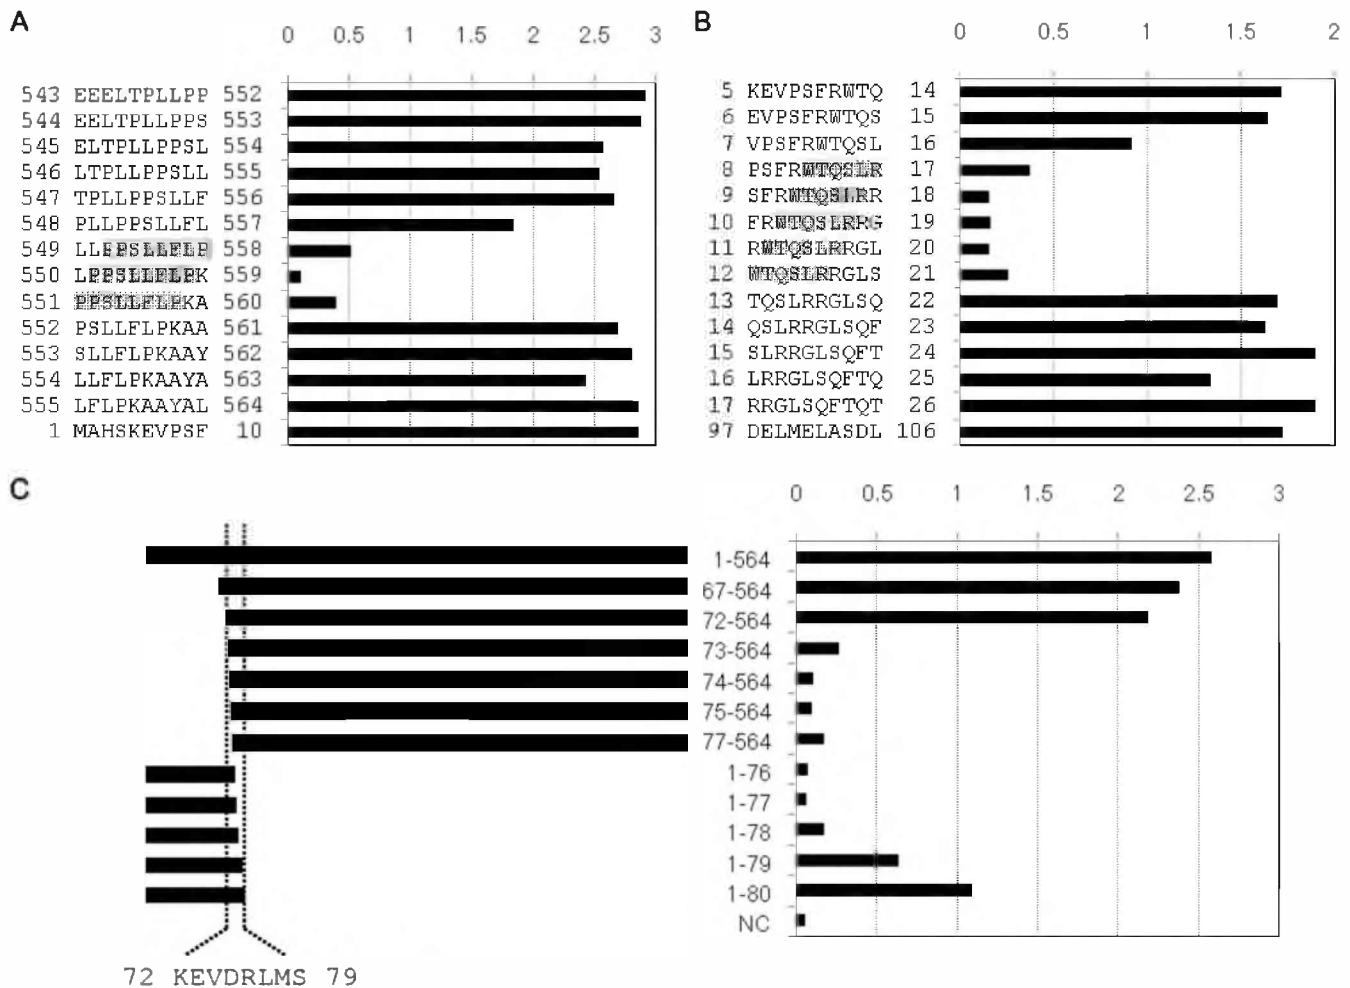 A
0 0.5 1 1.5 2 2.5 3
543 EEELTPLLPP 552
544 EELTPLLPPS 553
545 ELTPLLPPSL 554
546 LTPLLPPSLL 555
547 TPLLPPSLLF 556
548 PLLPPSLLFL 557
549 LLPPSLLFLP 558
550 LPPSLLFLPK 559
551 PPSLLFLPKA 560
552 PSLLFLPKAA 561
553 SLLFLPKAAY 562
554 LLFLPKAAYA 563
555 LFLPKAAYAL 564
1 MAHSKEVPSF 10
B
0 0.5 1 1.5 2
5 KEVPSFRWTQ 14
6 EVPSFRWTQS 15
7 VPSFRWTQSL 16
8 PSFRWTQSLR 17
9 SFRWTQSLRR 18
10 FRWTQSLRRG 19
11 RWTQSLRRGL 20
12 WTQSLRRGLS 21
13 TQSLRRGLSQ 22
14 QSLRRGLSQF 23
15 SLRRGLSQFT 24
16 LRRGLSQFTQ 25
17 RRGLSQFTQT 26
97 DELMELASDL 106
C
0 0.5 1 1.5 2 2.5 3
1-564
67-564
72-564
73-564
74-564
75-564
77-564
1-76
1-77
1-78
1-79
1-80
NC
72 KEVDRLMS 79